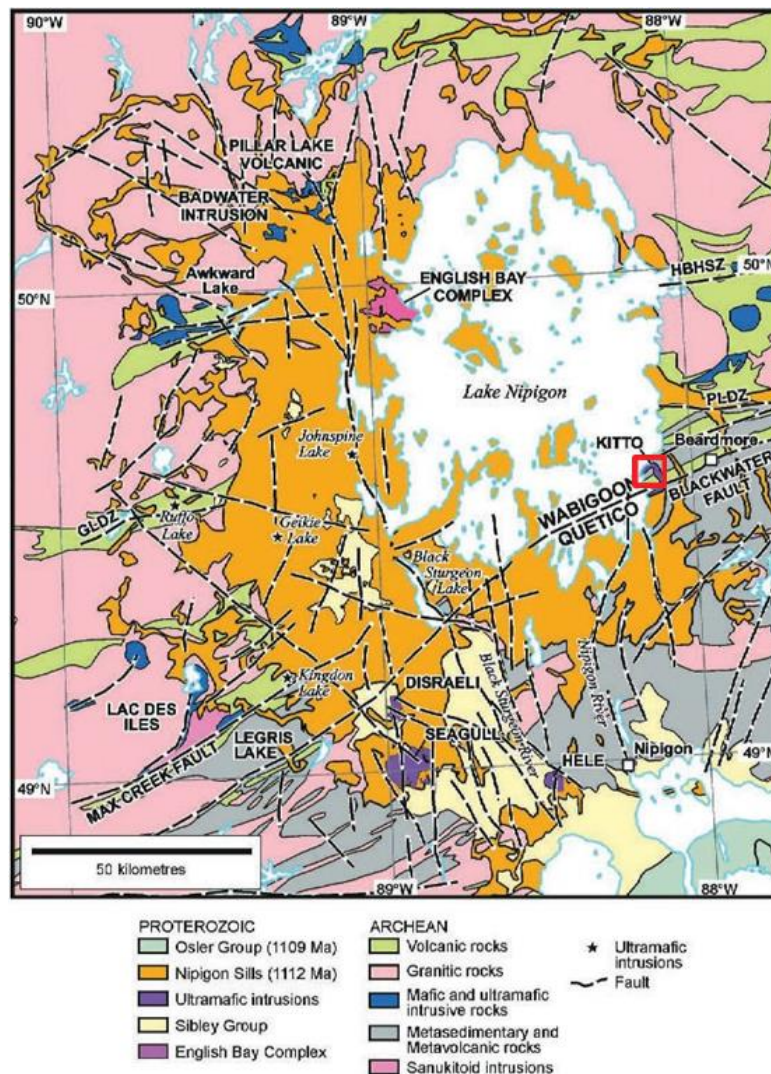 90°W
89°W
88°W
PILLAR LAKE
VOLCANIC
BADWATER
INTRUSION
Awkward
Lake
50°N
ENGLISH BAY
COMPLEX
HBHSZ
50°N
Lake Nipigon
PLDZ
KITTO
Beardmore
Johnspine
Lake
WABIGOON
QUETICO
BLACKWATER
FAULT
GLDZ
Ruffo
Lake
Geikie
Lake
Black
Sturgeon
Lake
Nipigon River
Black Sturgeon River
Kingdon
Lake
DISRAELI
LAC DES
ILES
SEAGULL
LEGRIS
LAKE
HELE
Nipigon
49°N
MAX CREEK FAULT
49°N
50 kilometres
89°W
88°W
PROTEROZOIC
Osler Group (1109 Ma)
Nipigon Sills (1112 Ma)
Ultramafic intrusions
Sibley Group
English Bay Complex
ARCHEAN
Volcanic rocks
Granitic rocks
Mafic and ultramafic
intrusive rocks
Metasedimentary and
Metavolcanic rocks
Sanukitoid intrusions
Ultramafic
intrusions
Fault